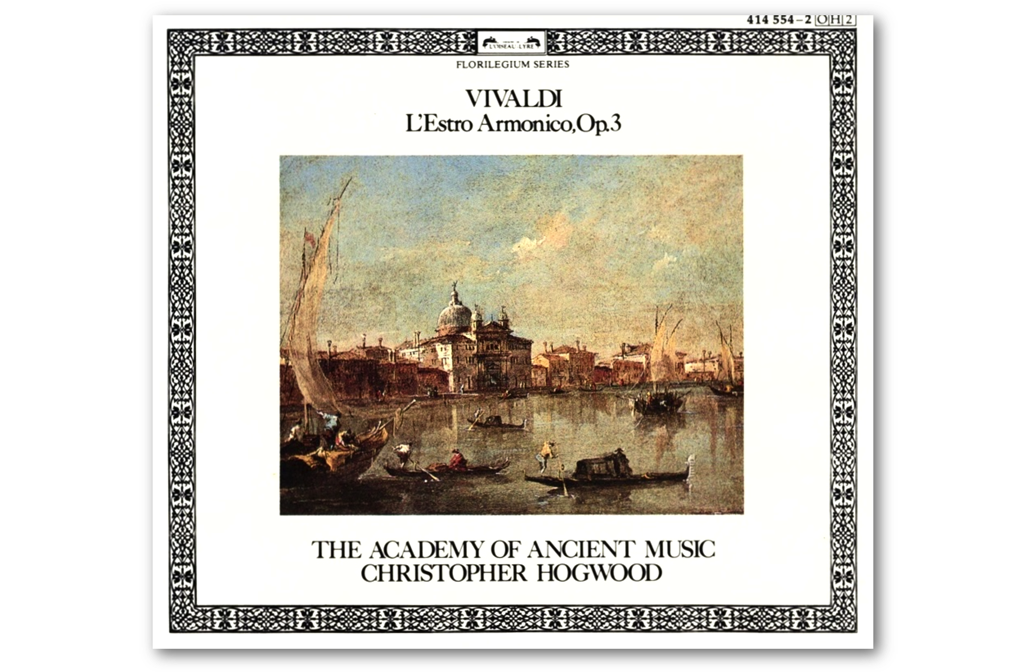 414 554-2 OH2
L'OISEAU-LYRE
FLORILEGIUM SERIES
VIVALDI
L'Estro Armonico, Op.3
THE ACADEMY OF ANCIENT MUSIC
CHRISTOPHER HOGWOOD